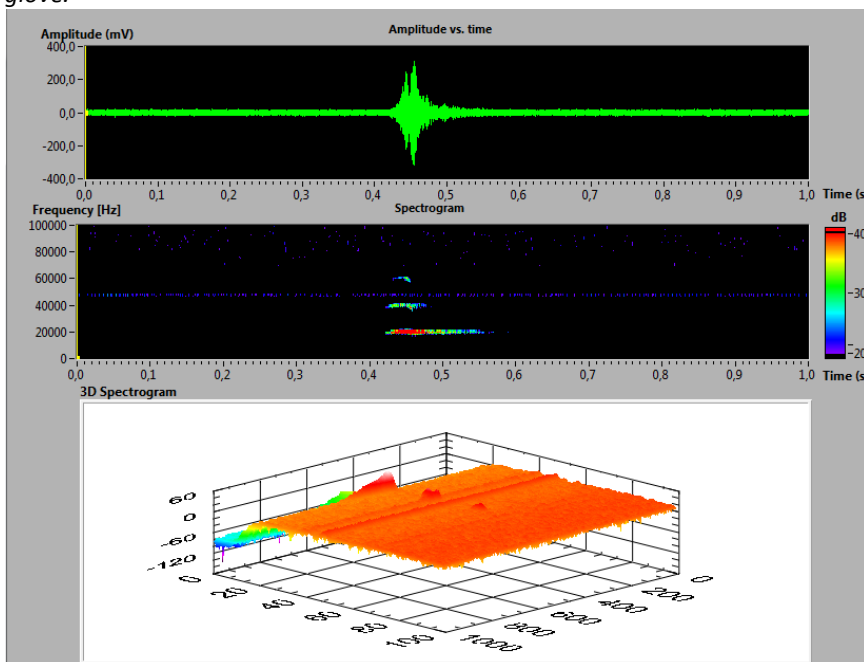 glove.
Amplitude vs. time
Amplitude (mV)
400,0
200,0
0,0
-200,0
-400,0
0,0 0,1 0,2 0,3 0,4 0,5 0,6 0,7 0,8 0,9 1,0 Time (s
Frequency [Hz]
Spectrogram
dB
100000
80000
60000
40000
20000
0
-40
-30
-20
0,0 0,1 0,2 0,3 0,4 0,5 0,6 0,7 0,8 0,9 1,0 Time (s
3D Spectrogram
60
0
-60
-120
0 20 40 60 80 100
1000 800 600 400 200 0